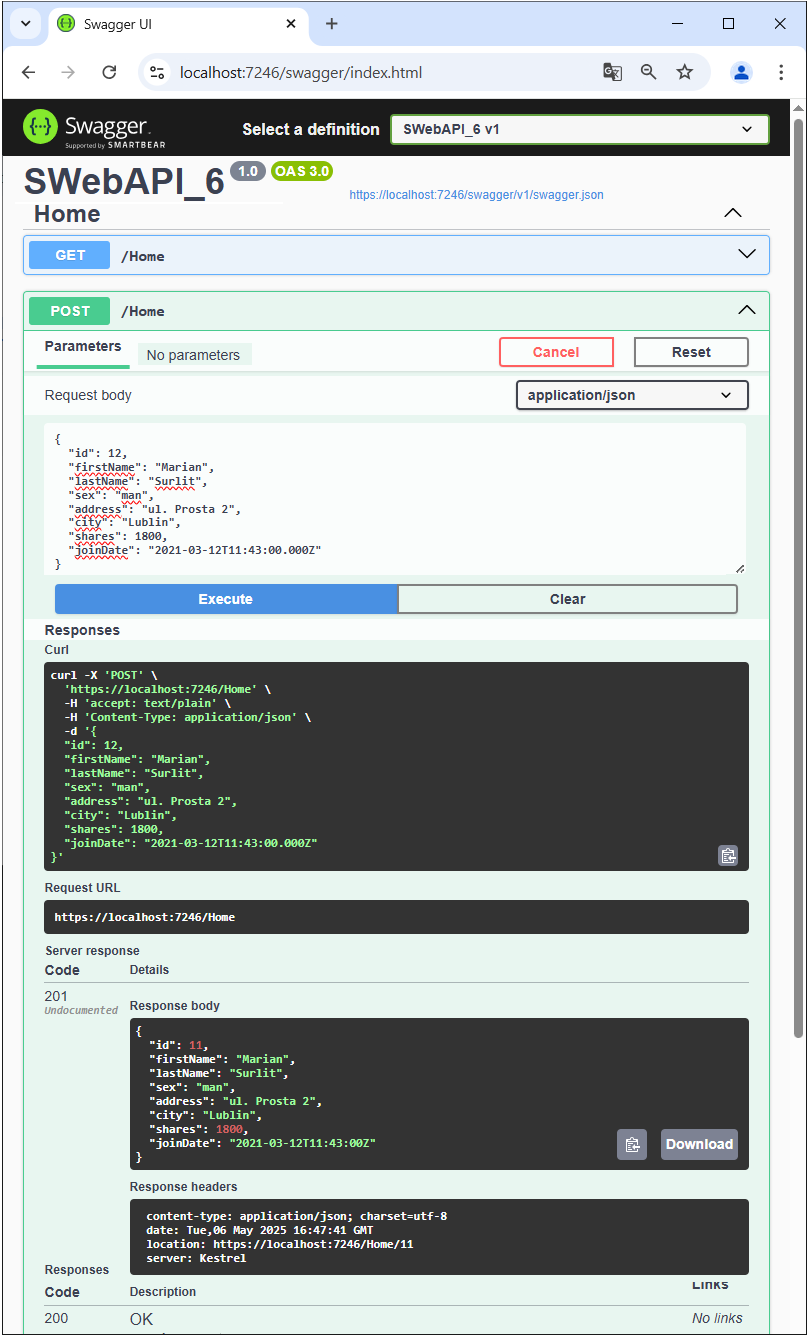 Swagger UI
localhost:7246/swagger/index.html
Swagger.
Supported by SMARTBEAR
Select a definition
SWebAPI_6 v1
SWebAPI_6 1.0 OAS 3.0
https://localhost:7246/swagger/v1/swagger.json
Home
GET /Home
POST /Home
Parameters
No parameters
Cancel
Reset
Request body
application/json
{
  "id": 12,
  "firstName": "Marian",
  "lastName": "Surlit",
  "sex": "man",
  "address": "ul. Prosta 2",
  "city": "Lublin",
  "shares": 1800,
  "joinDate": "2021-03-12T11:43:00.000Z"
}
Execute
Clear
Responses
Curl
curl -X 'POST' \
  'https://localhost:7246/Home' \
  -H 'accept: text/plain' \
  -H 'Content-Type: application/json' \
  -d '{
  "id": 12,
  "firstName": "Marian",
  "lastName": "Surlit",
  "sex": "man",
  "address": "ul. Prosta 2",
  "city": "Lublin",
  "shares": 1800,
  "joinDate": "2021-03-12T11:43:00.000Z"
}'
Request URL
https://localhost:7246/Home
Server response
Code Details
201
Undocumented
Response body
{
  "id": 11,
  "firstName": "Marian",
  "lastName": "Surlit",
  "sex": "man",
  "address": "ul. Prosta 2",
  "city": "Lublin",
  "shares": 1800,
  "joinDate": "2021-03-12T11:43:00Z"
}
Download
Response headers
content-type: application/json; charset=utf-8
date: Tue,06 May 2025 16:47:41 GMT
location: https://localhost:7246/Home/11
server: Kestrel
Responses
Code Description Links
200 OK No links